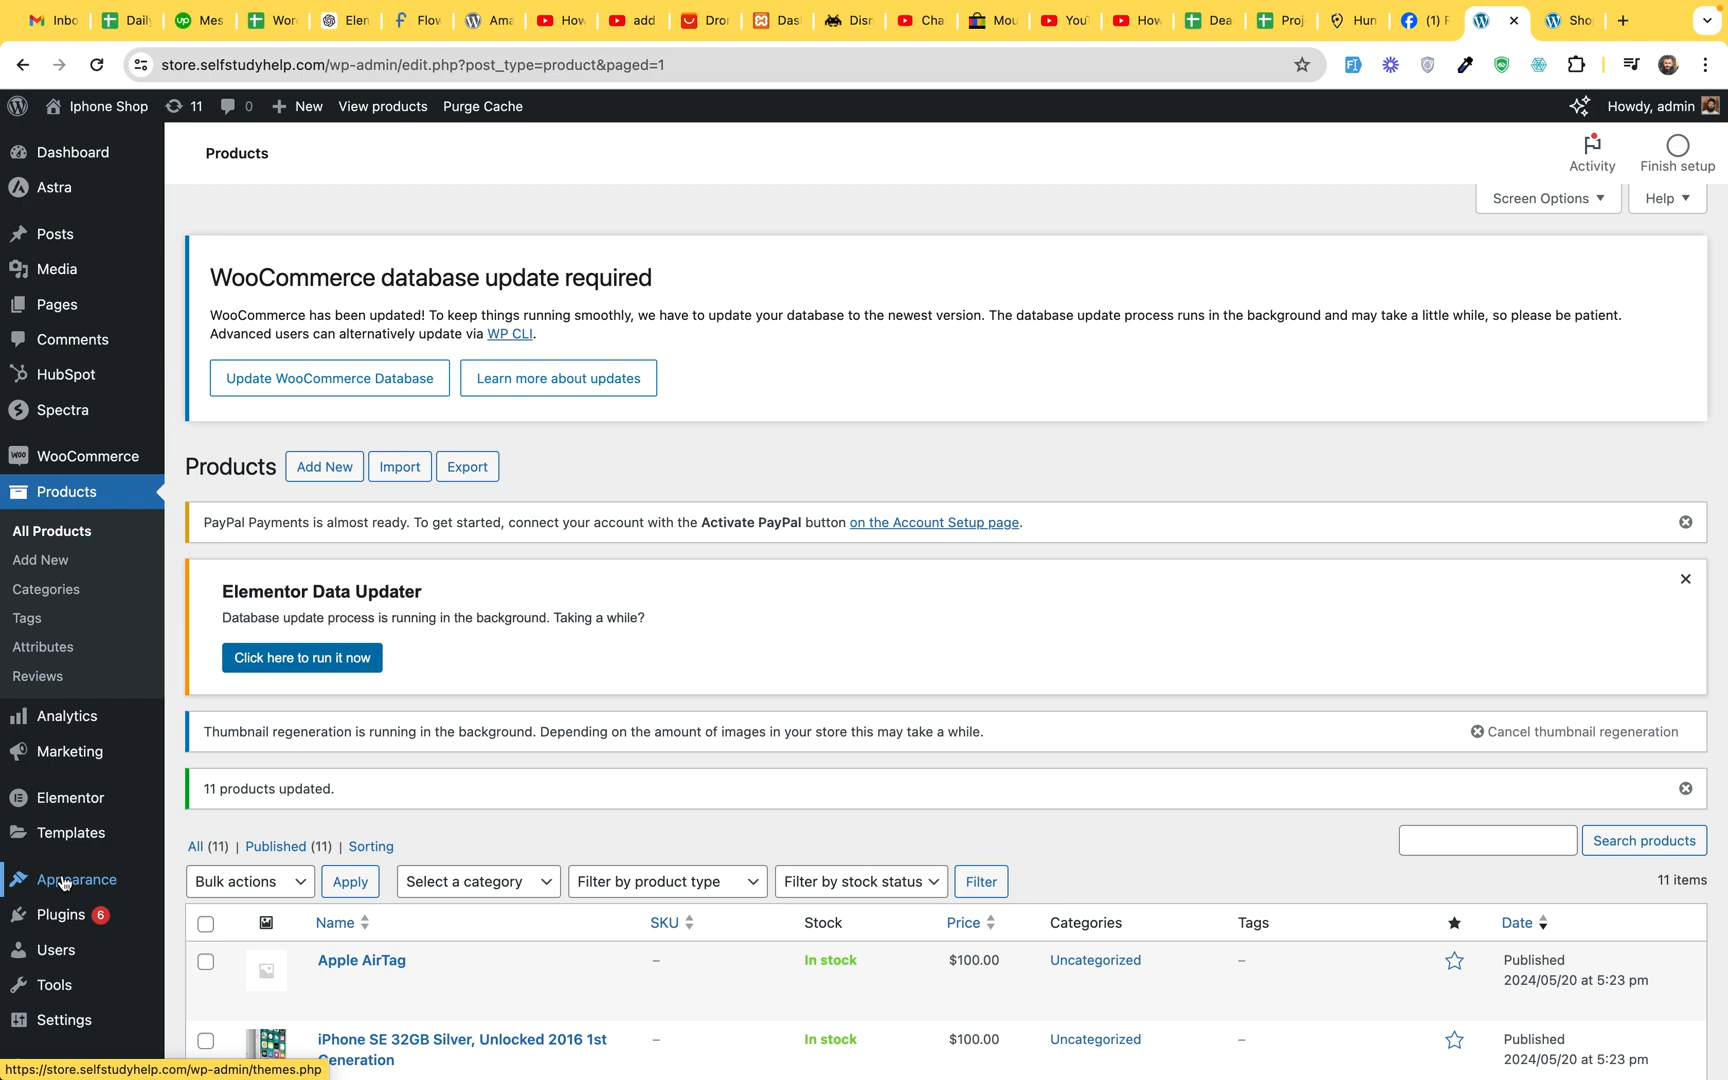 Inbo
Daily
Mes
Wor
Elen
Flow
Ama
How
add
Dror
Das
Disn
Cha
Mou
You
How
Dea
Proj
Hun
(1) F
Sho
store.selfstudyhelp.com/wp-admin/edit.php?post_type=product&paged=1
Iphone Shop
11
0
New
View products
Purge Cache
Howdy, admin
Dashboard
Astra
Posts
Media
Pages
Comments
HubSpot
Spectra
WooCommerce
Products
All Products
Add New
Categories
Tags
Attributes
Reviews
Analytics
Marketing
Elementor
Templates
Appearance
Plugins 6
Users
Tools
Settings
https://store.selfstudyhelp.com/wp-admin/themes.php
Products
Activity
Finish setup
Screen Options
Help
WooCommerce database update required
WooCommerce has been updated! To keep things running smoothly, we have to update your database to the newest version. The database update process runs in the background and may take a little while, so please be patient.
Advanced users can alternatively update via WP CLI.
Update WooCommerce Database
Learn more about updates
Products
Add New
Import
Export
PayPal Payments is almost ready. To get started, connect your account with the Activate PayPal button on the Account Setup page.
Elementor Data Updater
Database update process is running in the background. Taking a while?
Click here to run it now
Thumbnail regeneration is running in the background. Depending on the amount of images in your store this may take a while.
Cancel thumbnail regeneration
11 products updated.
All (11) | Published (11) | Sorting
Search products
Bulk actions
Apply
Select a category
Filter by product type
Filter by stock status
Filter
11 items
Name
SKU
Stock
Price
Categories
Tags
Date
Apple AirTag
–
In stock
$100.00
Uncategorized
–
Published
2024/05/20 at 5:23 pm
iPhone SE 32GB Silver, Unlocked 2016 1st
Generation
–
In stock
$100.00
Uncategorized
–
Published
2024/05/20 at 5:23 pm